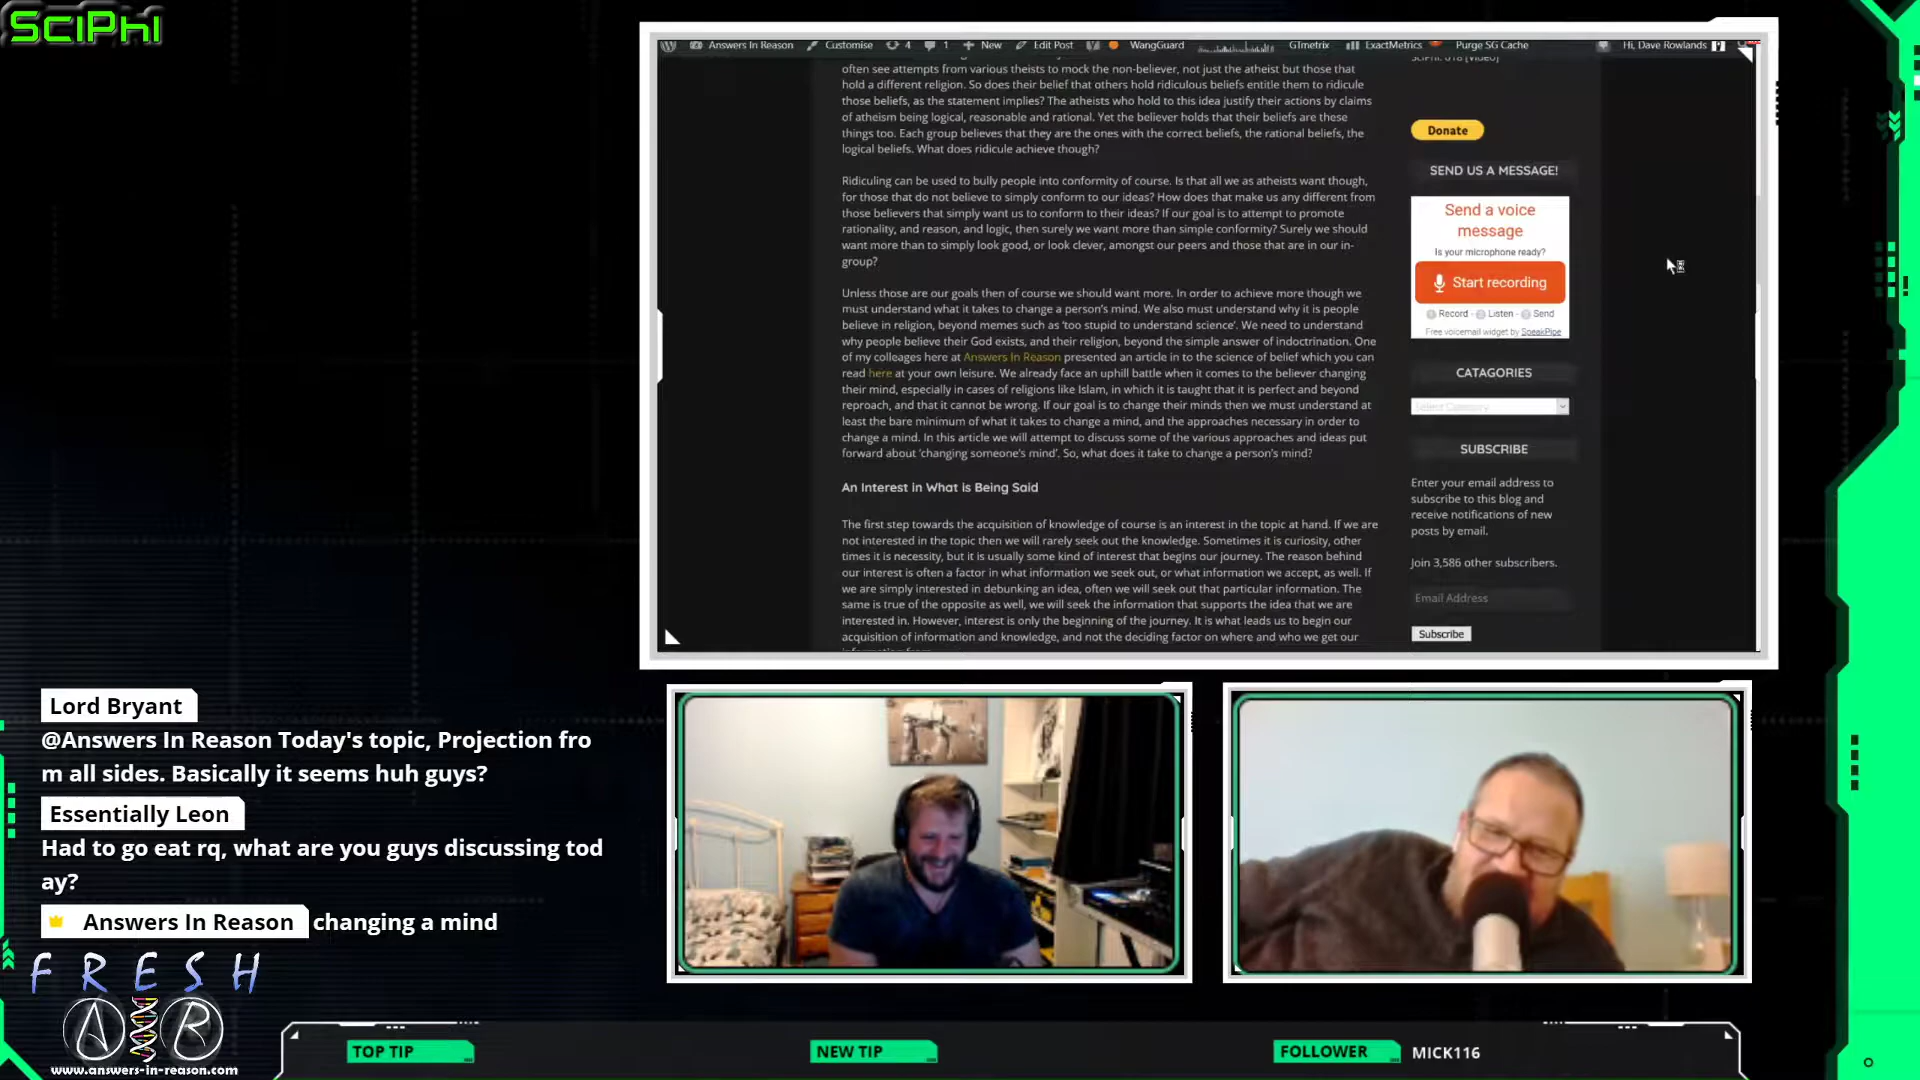 SCIPHI
Answers In Reason Customise 4 1 New Edit Post WangGuard GTmetrix ExactMetrics Purge SG Cache Hi, Dave Rowlands
often see attempts from various theists to mock the non-believer, not just the atheist but those that
hold a different religion. So does their belief that others hold ridiculous beliefs entitle them to ridicule
those beliefs, as the statement implies? The atheists who hold to this idea justify their actions by claims
of atheism being logical, reasonable and rational. Yet the believer holds that their beliefs are these
things too. Each group believes that they are the ones with the correct beliefs, the rational beliefs, the
logical beliefs. What does ridicule achieve though?
Ridiculing can be used to bully people into conformity of course. Is that all we as atheists want though,
for those that do not believe to simply conform to our ideas? How does that make us any different from
those believers that simply want us to conform to their ideas? If our goal is to attempt to promote
rationality, and reason, and logic, then surely we want more than simple conformity? Surely we should
want more than to simply look good, or look clever, amongst our peers and those that are in our in-
group?
Unless those are our goals then of course we should want more. In order to achieve more though we
must understand what it takes to change a person's mind. We also must understand why it is people
believe in religion, beyond memes such as 'too stupid to understand science'. We need to understand
why people believe their God exists, and their religion, beyond the simple answer of indoctrination. One
of my colleages here at Answers In Reason presented an article in to the science of belief which you can
read here at your own leisure. We already face an uphill battle when it comes to the believer changing
their mind, especially in cases of religions like Islam, in which it is taught that it is perfect and beyond
reproach, and that it cannot be wrong. If our goal is to change their minds then we must understand at
least the bare minimum of what it takes to change a mind, and the approaches necessary in order to
change a mind. In this article we will attempt to discuss some of the various approaches and ideas put
forward about 'changing someone's mind'. So, what does it take to change a person's mind?
An Interest in What is Being Said
The first step towards the acquisition of knowledge of course is an interest in the topic at hand. If we are
not interested in the topic then we will rarely seek out the knowledge. Sometimes it is curiosity, other
times it is necessity, but it is usually some kind of interest that begins our journey. The reason behind
our interest is often a factor in what information we seek out, or what information we accept, as well. If
we are simply interested in debunking an idea, often we will seek out that particular information. The
same is true of the opposite as well, we will seek the information that supports the idea that we are
interested in. However, interest is only the beginning of the journey. It is what leads us to begin our
acquisition of information and knowledge, and not the deciding factor on where and who we get our
SciPhi: 018 [Video]
Donate
SEND US A MESSAGE!
Send a voice
message
Is your microphone ready?
Start recording
Record - Listen - Send
Free voicemail widget by SpeakPipe
CATAGORIES
Select Category
SUBSCRIBE
Enter your email address to
subscribe to this blog and
receive notifications of new
posts by email.
Join 3,586 other subscribers.
Email Address
Subscribe
Lord Bryant
@Answers In Reason Today's topic, Projection fro
m all sides. Basically it seems huh guys?
Essentially Leon
Had to go eat rq, what are you guys discussing tod
ay?
Answers In Reason changing a mind
FRESH
A R
www.answers-in-reason.com
TOP TIP
NEW TIP
FOLLOWER MICK116